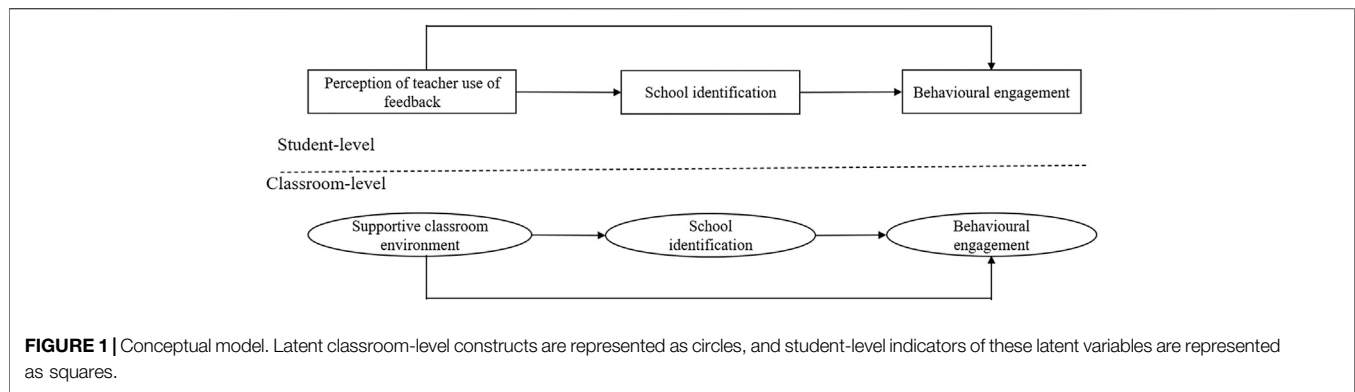 Perception of teacher use of
feedback
School identification
Behavioural engagement
Student-level
Classroom-level
Supportive classroom
environment
School
identification
Behavioural
engagement
FIGURE 1 | Conceptual model. Latent classroom-level constructs are represented as circles, and student-level indicators of these latent variables are represented
as squares.